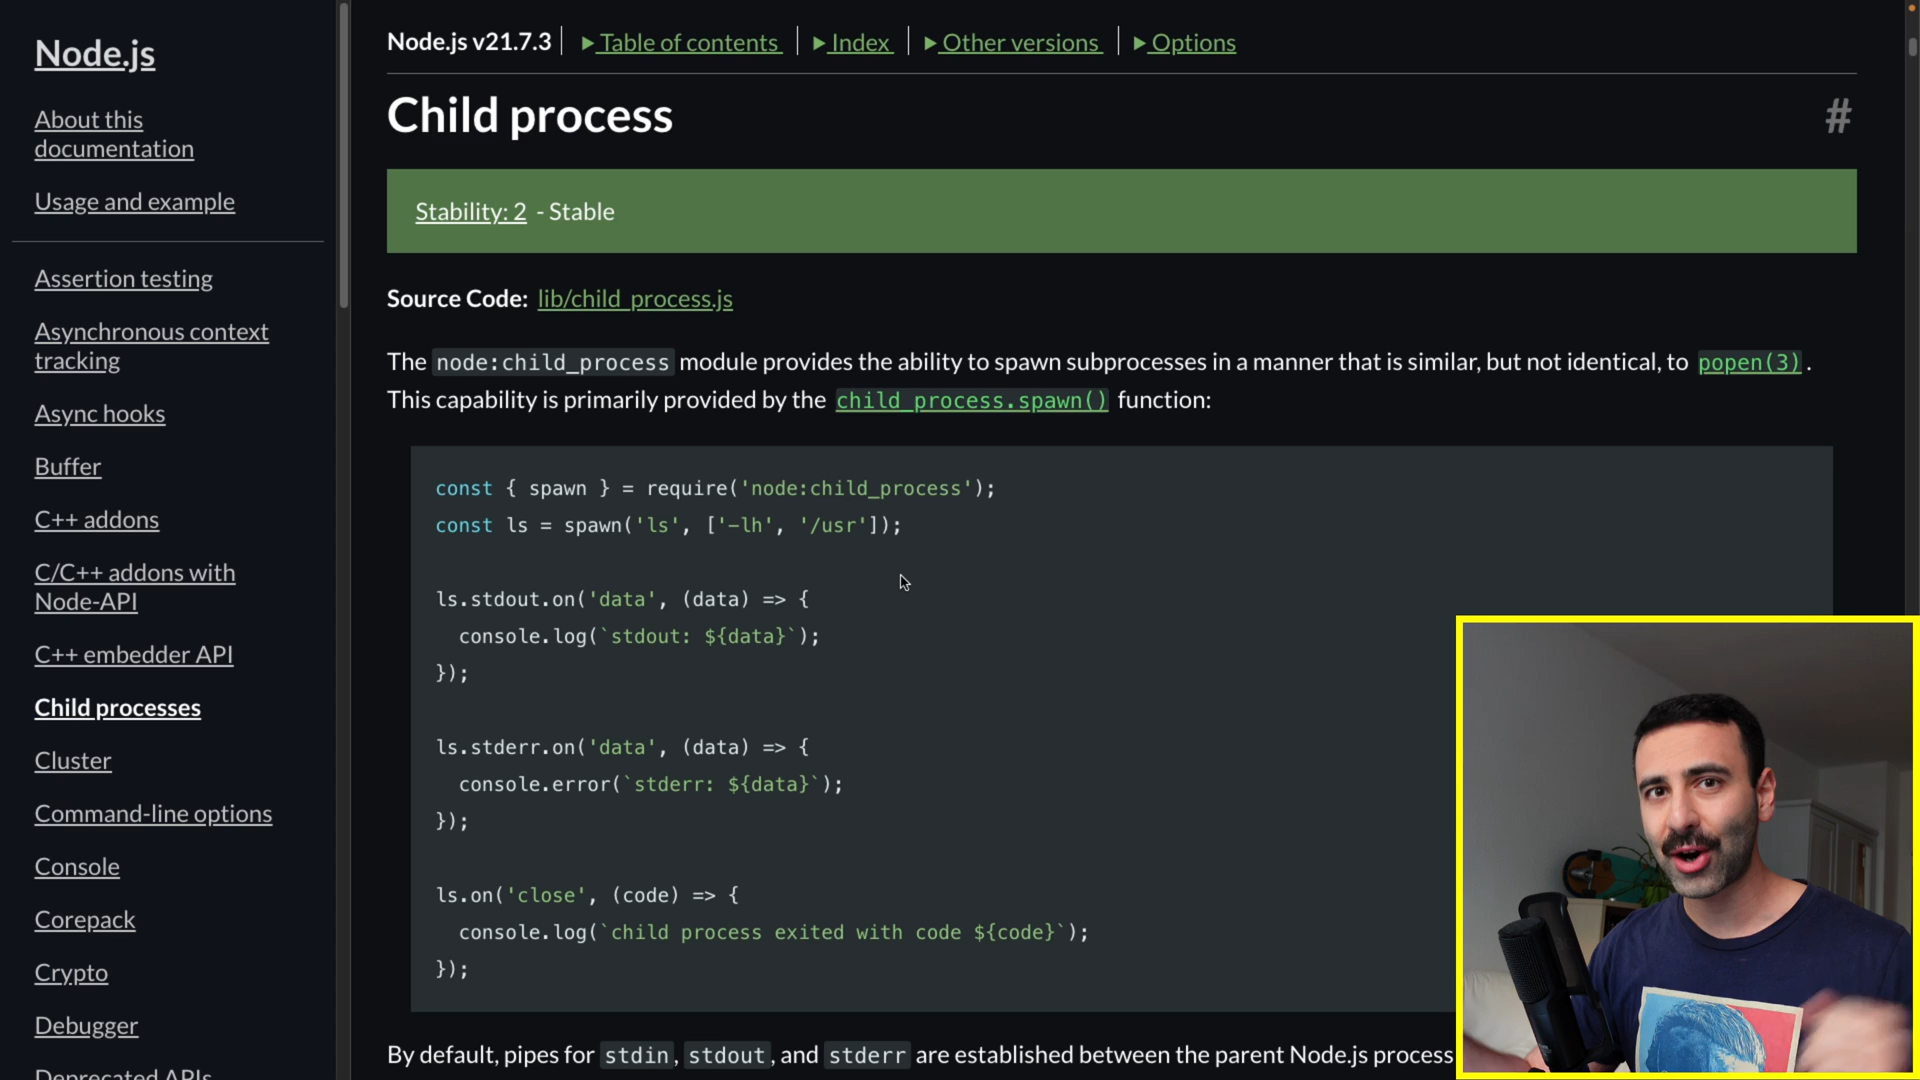 Node.js
About this
documentation
Usage and example
Assertion testing
Asynchronous context
tracking
Async hooks
Buffer
C++ addons
C/C++ addons with
Node-API
C++ embedder API
Child processes
Cluster
Command-line options
Console
Corepack
Crypto
Debugger
Deprecated APIs
Node.js v21.7.3 ▶ Table of contents ▶ Index ▶ Other versions ▶ Options
Child process #
Stability: 2 - Stable
Source Code: lib/child_process.js
The node:child_process module provides the ability to spawn subprocesses in a manner that is similar, but not identical, to popen(3).
This capability is primarily provided by the child_process.spawn() function:
const { spawn } = require('node:child_process');
const ls = spawn('ls', ['-lh', '/usr']);
ls.stdout.on('data', (data) => {
  console.log(`stdout: ${data}`);
});
ls.stderr.on('data', (data) => {
  console.error(`stderr: ${data}`);
});
ls.on('close', (code) => {
  console.log(`child process exited with code ${code}`);
});
By default, pipes for stdin, stdout, and stderr are established between the parent Node.js process